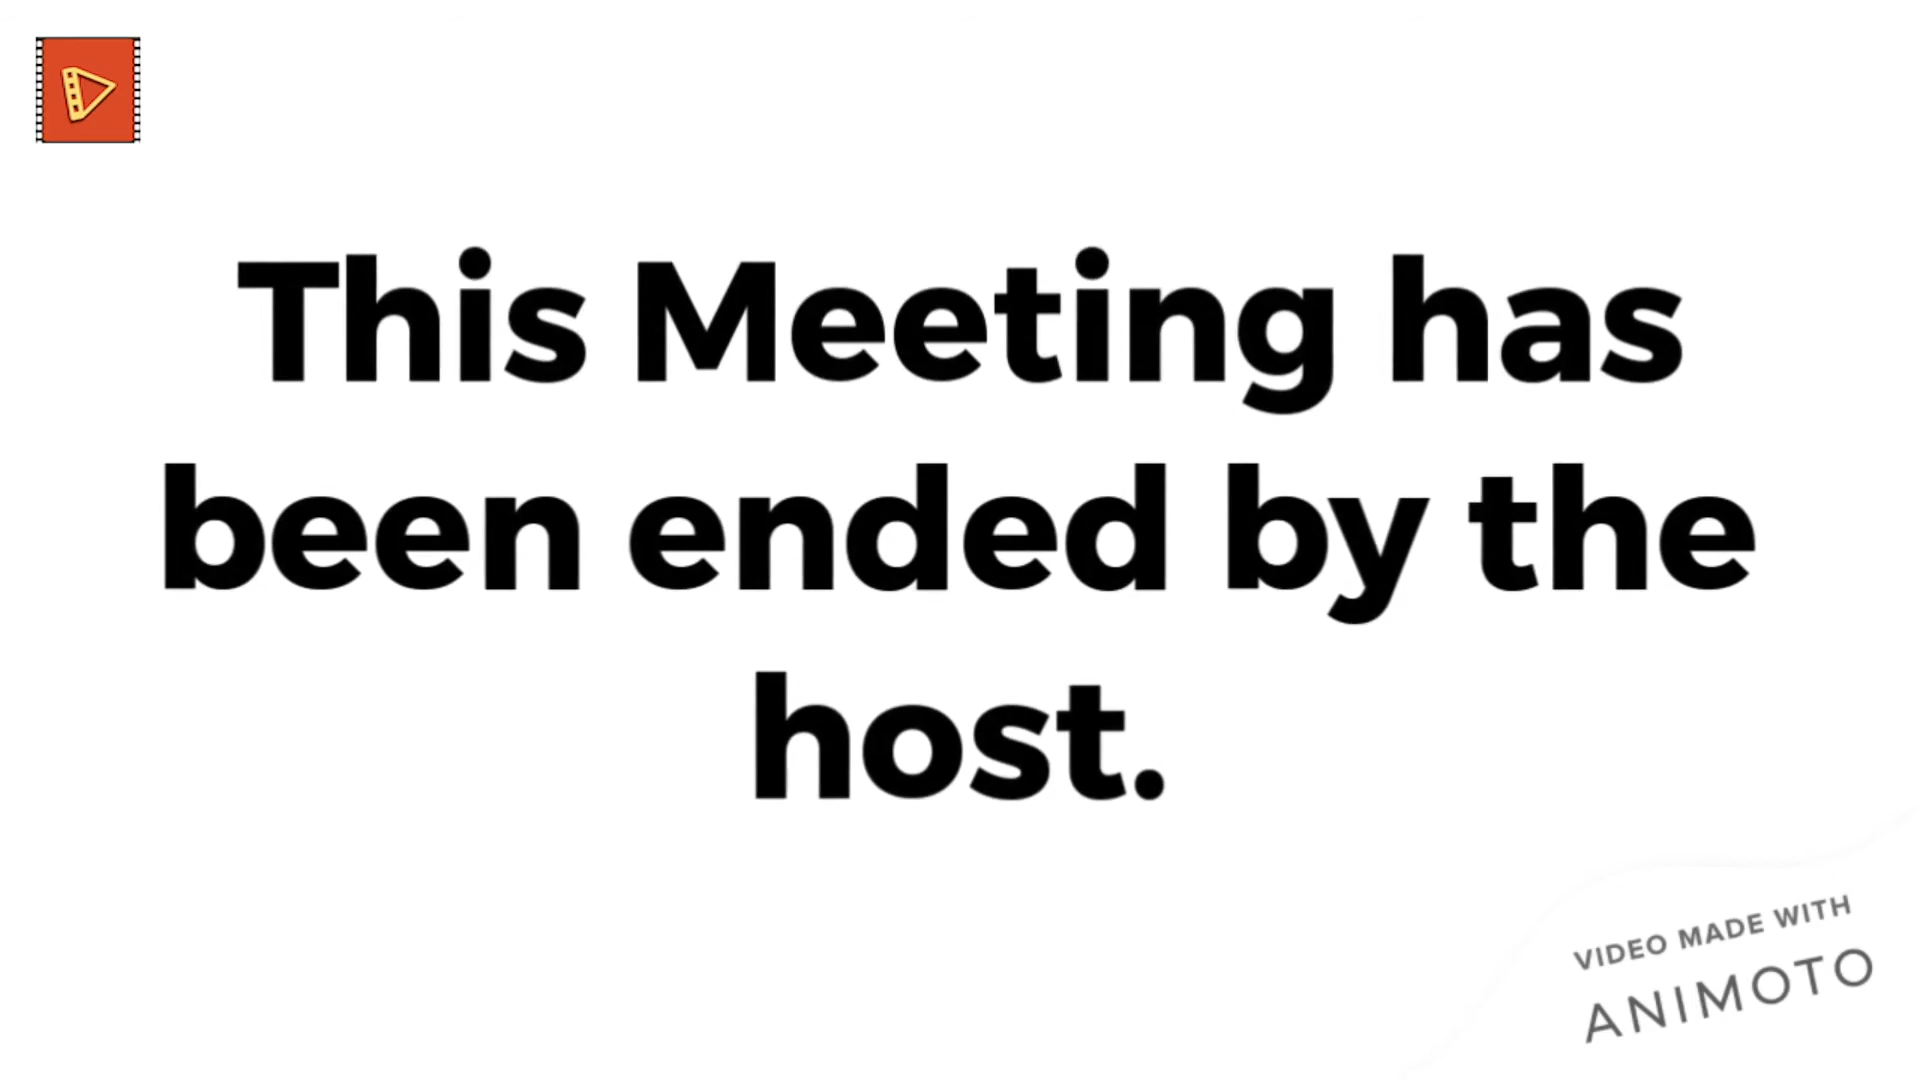 This Meeting has
been ended by the
host.
VIDEO MADE WITH
ANIMOTO